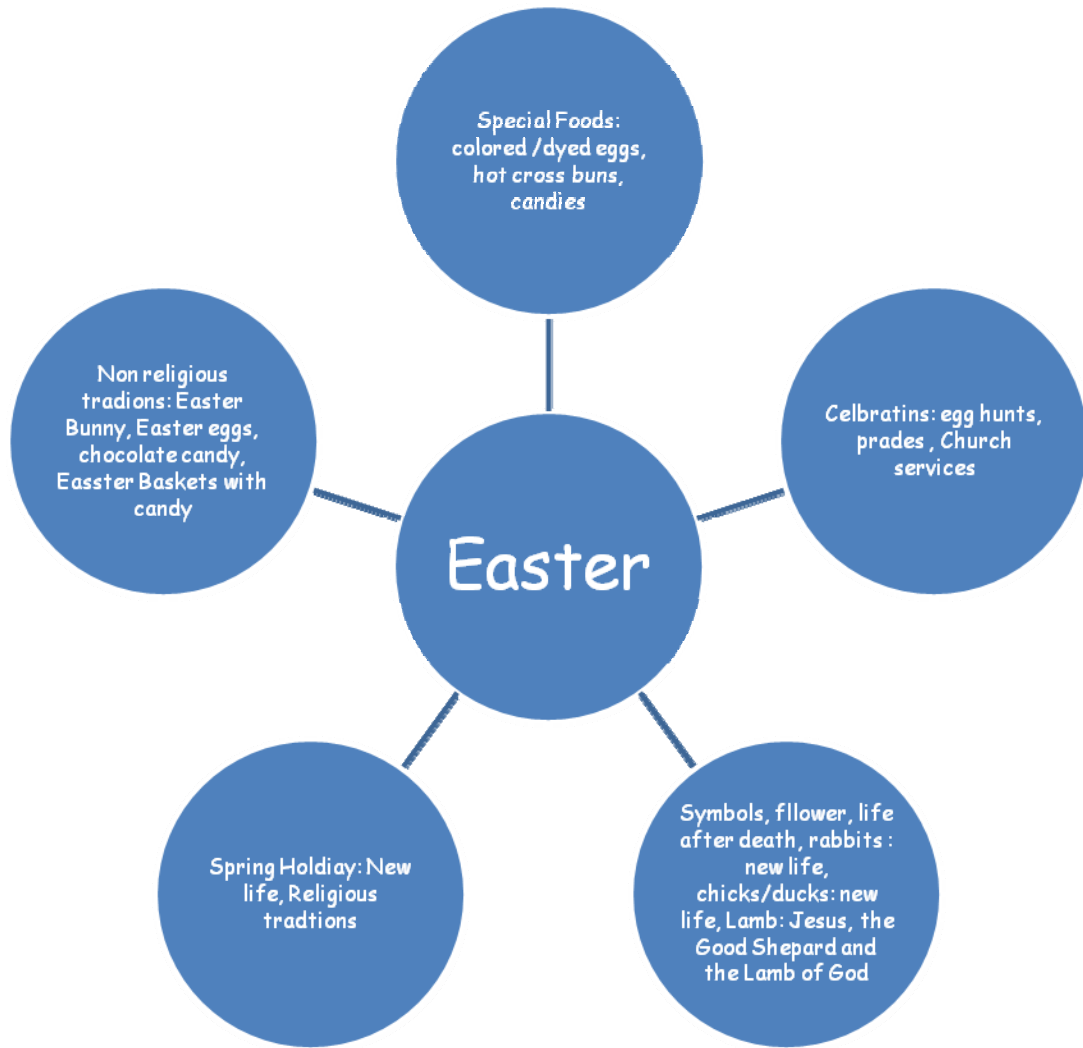 Special Foods:
colored /dyed eggs,
hot cross buns,
candies
Non religious
tradions: Easter
Bunny, Easter eggs,
chocolate candy,
Easster Baskets with
candy
Celbratins: egg hunts,
prades , Church
services
Easter
Spring Holdiay: New
life, Religious
tradtions
Symbols, fllower, life
after death, rabbits :
new life,
chicks/ducks: new
life, Lamb: Jesus, the
Good Shepard and
the Lamb of God